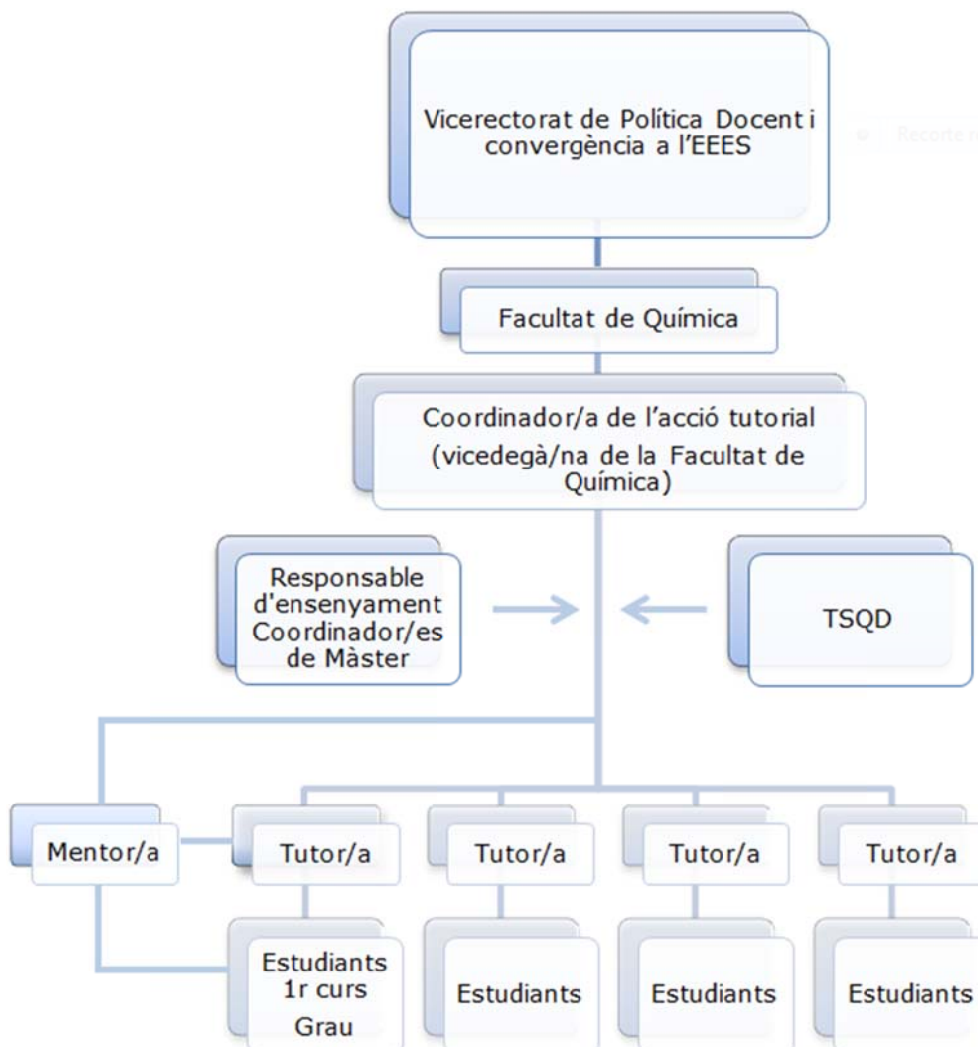 Vicerectorat de Política Docent i
convergència a l'EEES
Recorte
Facultat de Química
Coordinador/a de l'acció tutorial
(vicedegà/na de la Facultat de
Química)
Responsable
d'ensenyament
Coordinador/es
de Màster
TSQD
Mentor/a
Tutor/a
Tutor/a
Tutor/a
Tutor/a
Estudiants
1r curs
Grau
Estudiants
Estudiants
Estudiants